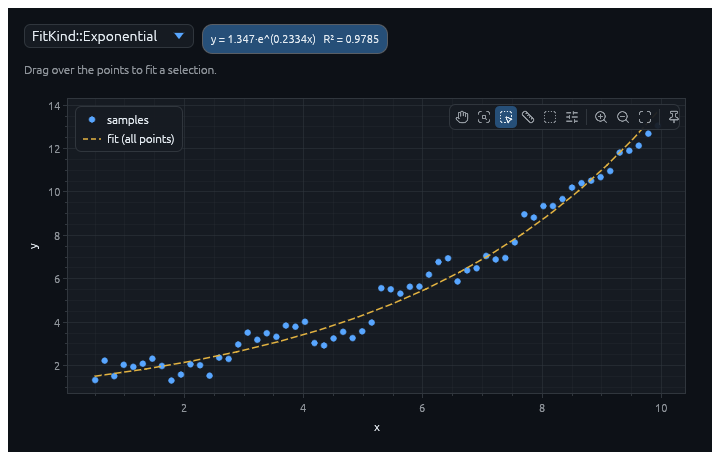 FitKind::Exponential
y = 1.347·e^(0.2334x)   R² = 0.9785
Drag over the points to fit a selection.
samples
fit (all points)
14
12
10
8
6
4
2
y
2
4
6
8
10
x